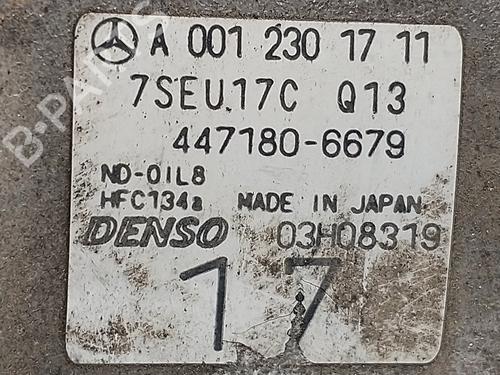 A 001 230 17 11
7SEU17C Q13
447180-6679
ND-OIL8
HFC134a MADE IN JAPAN
DENSO 03H08319
17
B-PARTS